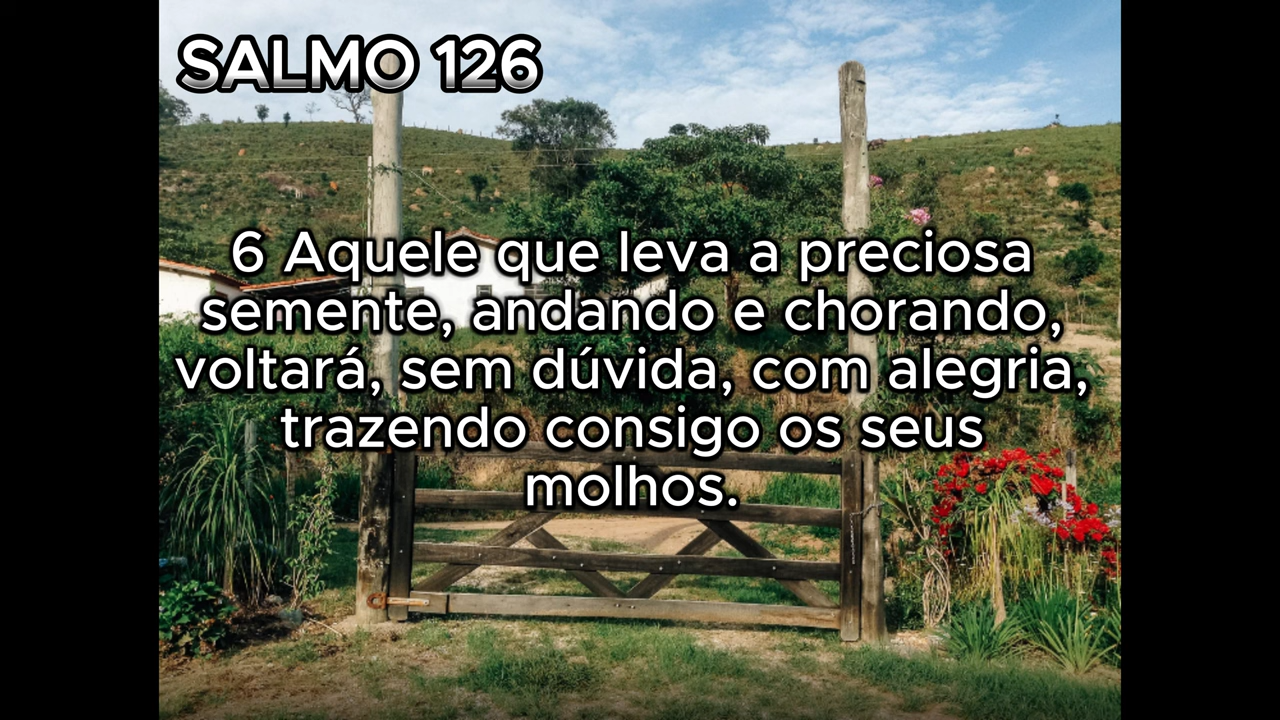 SALMO 126
6 Aquele que leva a preciosa
semente, andando e chorando,
voltará, sem dúvida, com alegria,
trazendo consigo os seus
molhos.